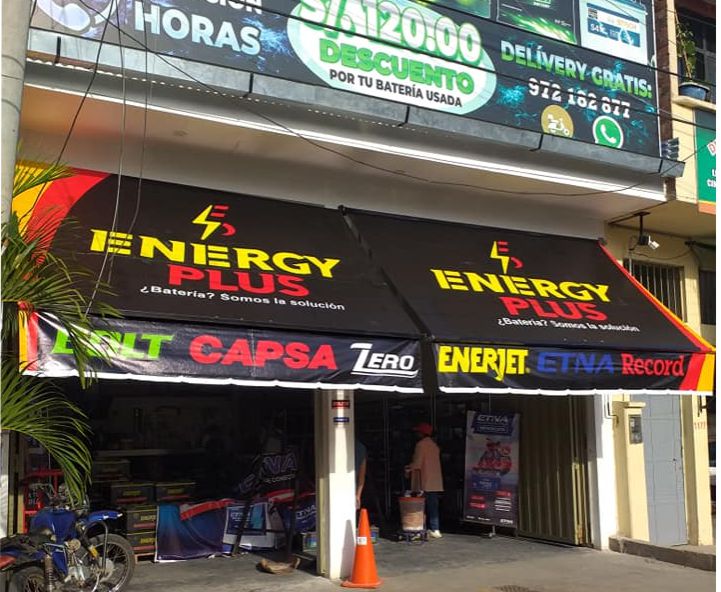 HORAS
S/.120:00
DESCUENTO
POR TU BATERÍA USADA
DELÍVERY GRATIS:
972 182 877
ENERGY
PLUS
¿Batería? Somos la solución
ENERGY
PLUS
¿Batería? Somos la solución
BOLT CAPSA ZERO
ENERJET ETNA Record
ETNA